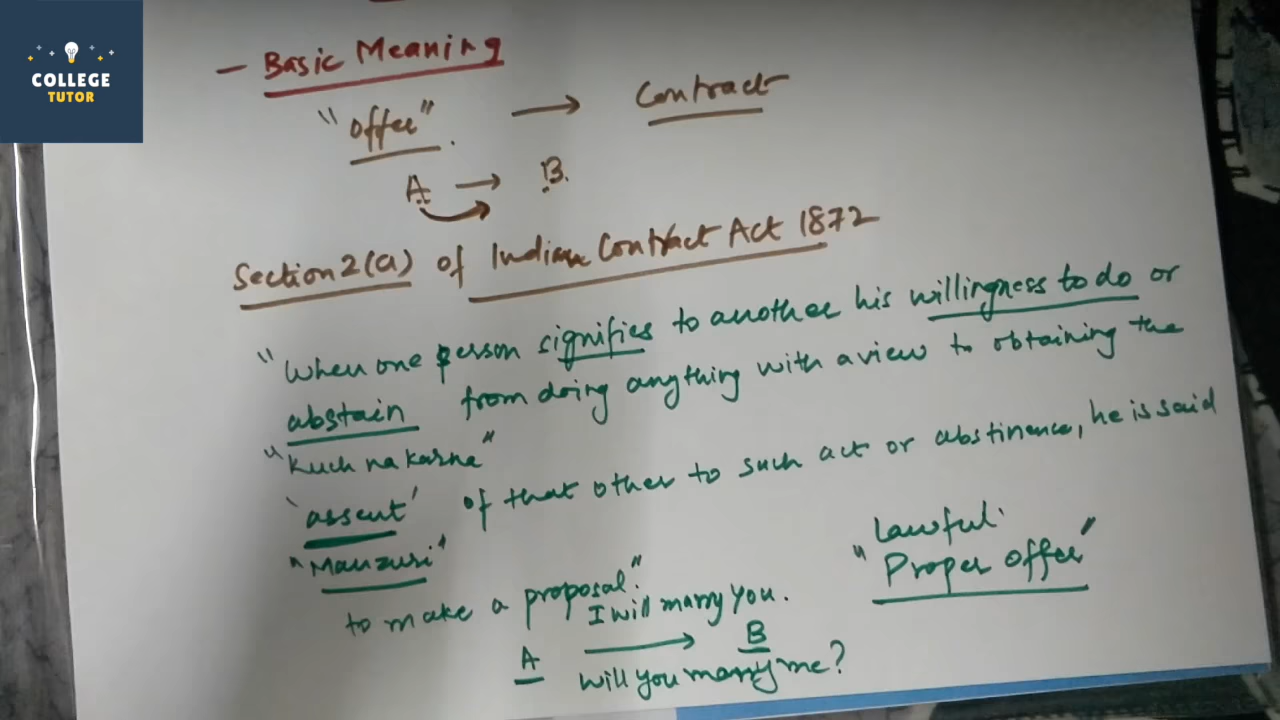 COLLEGE
TUTOR
- Basic Meaning
"offer" → Contract
A → B
Section 2(a) of Indian Contract Act 1872
"When one person signifies to another his willingness to do or
abstain from doing anything with a view to obtaining the
"Kuch na karna"
'assent' of that other to such act or abstinence, he is said
"Manzuri"
to make a proposal."
Lawful
"Proper offer"
I will marry you.
A → B
will you marry me?